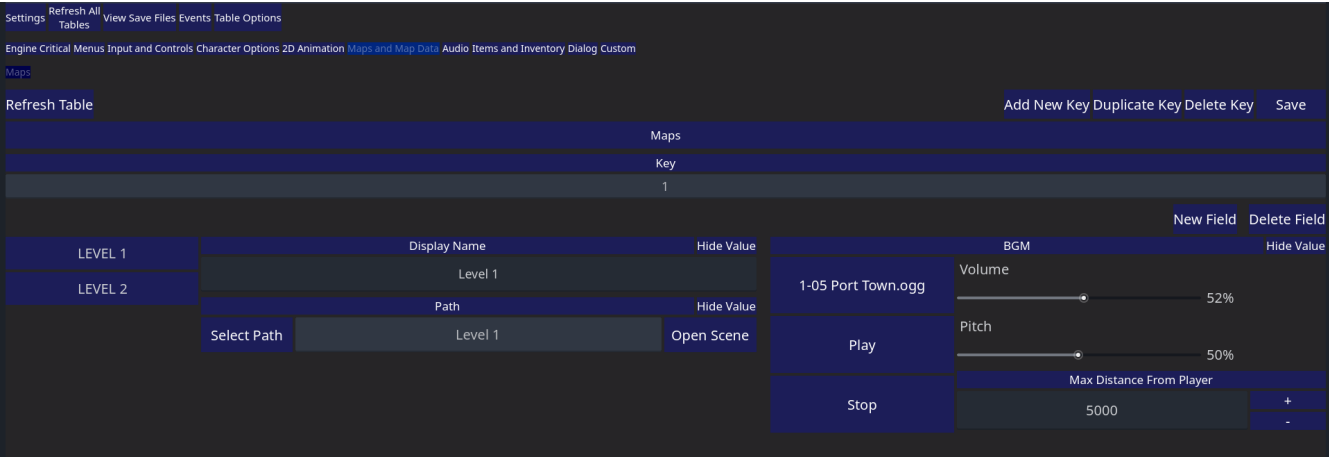 Settings Refresh All Tables View Save Files Events Table Options
Engine Critical Menus Input and Controls Character Options 2D Animation Maps and Map Data Audio Items and Inventory Dialog Custom
Maps
Refresh Table Add New Key Duplicate Key Delete Key Save
Maps
Key
1
New Field Delete Field
LEVEL 1
LEVEL 2
Display Name Hide Value
Level 1
Path Hide Value
Select Path Level 1 Open Scene
BGM Hide Value
1-05 Port Town.ogg
Play
Stop
Volume
52%
Pitch
50%
Max Distance From Player
5000
+
-